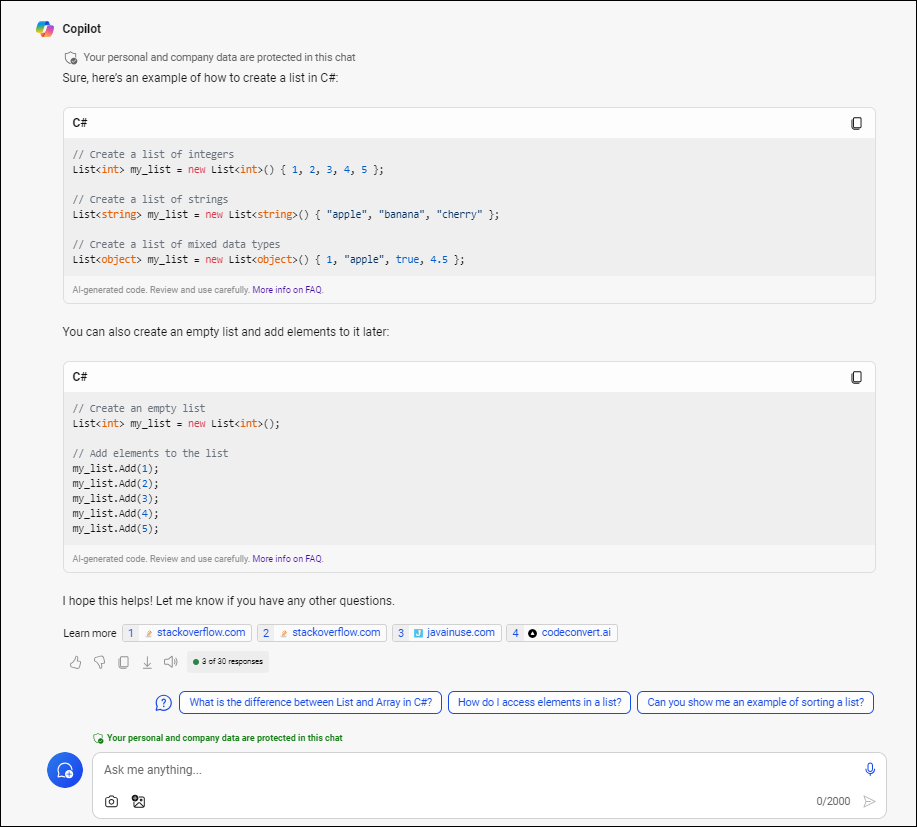 Copilot
Your personal and company data are protected in this chat
Sure, here's an example of how to create a list in C#:
C#
// Create a list of integers
List<int> my_list = new List<int>() { 1, 2, 3, 4, 5 };
// Create a list of strings
List<string> my_list = new List<string>() { "apple", "banana", "cherry" };
// Create a list of mixed data types
List<object> my_list = new List<object>() { 1, "apple", true, 4.5 };
AI-generated code. Review and use carefully. More info on FAQ.
You can also create an empty list and add elements to it later:
C#
// Create an empty list
List<int> my_list = new List<int>();
// Add elements to the list
my_list.Add(1);
my_list.Add(2);
my_list.Add(3);
my_list.Add(4);
my_list.Add(5);
AI-generated code. Review and use carefully. More info on FAQ.
I hope this helps! Let me know if you have any other questions.
Learn more 1 stackoverflow.com 2 stackoverflow.com 3 javainuse.com 4 codeconvert.ai
3 of 30 responses
What is the difference between List and Array in C#? How do I access elements in a list? Can you show me an example of sorting a list?
Your personal and company data are protected in this chat
Ask me anything...
0/2000